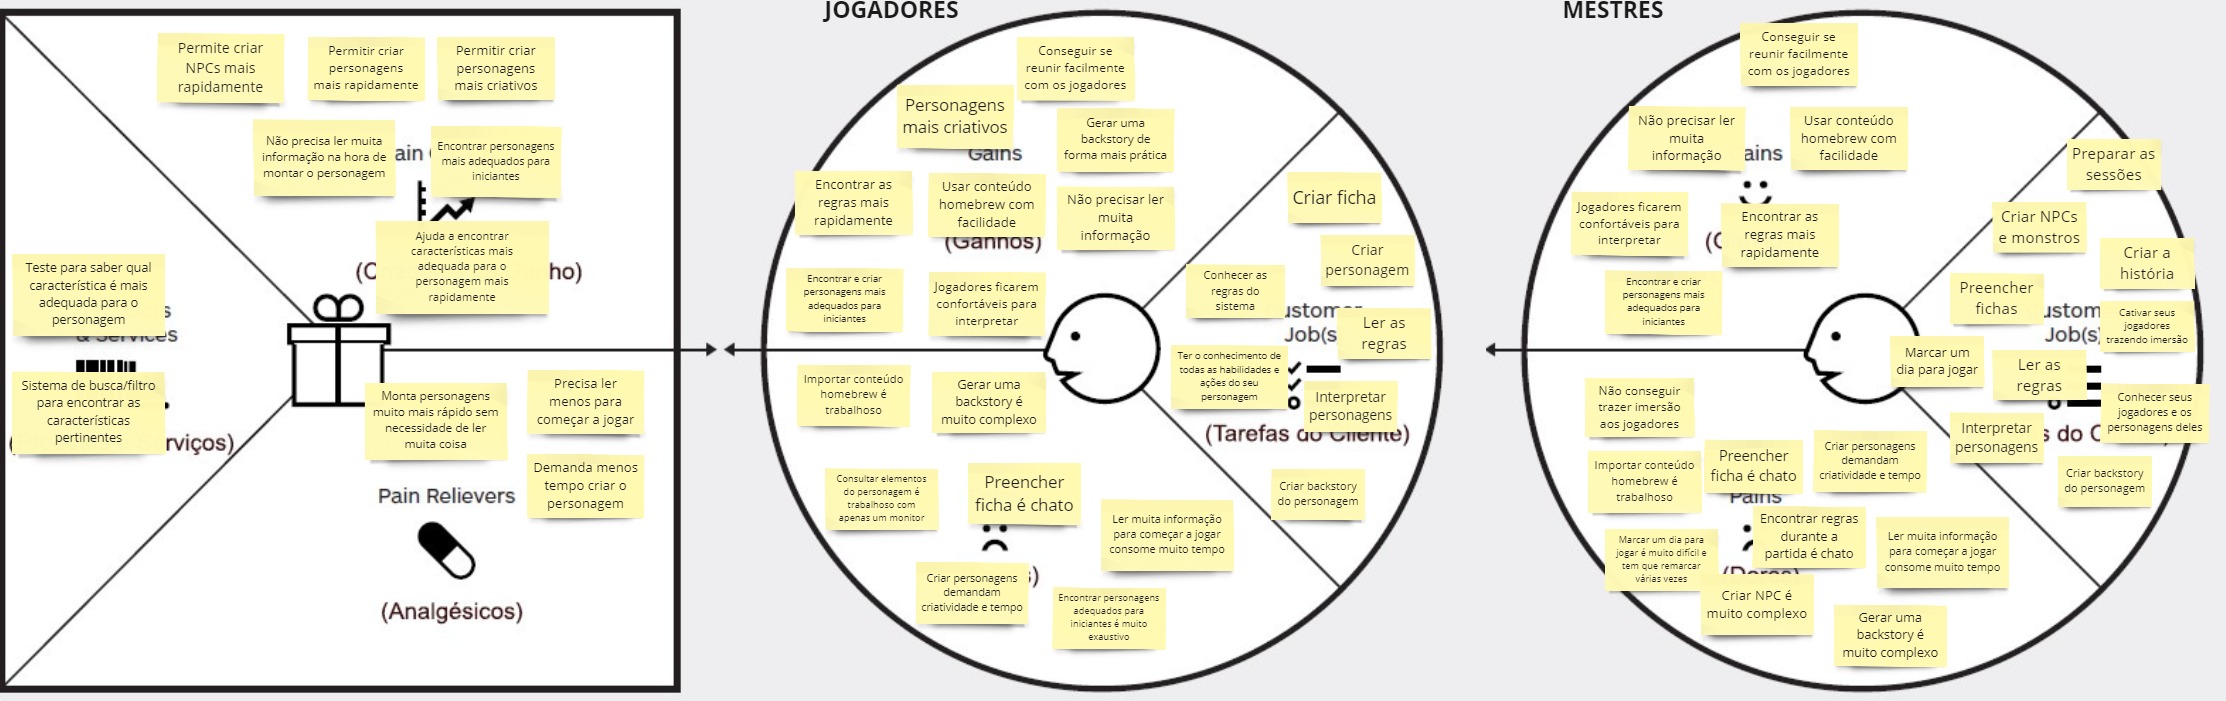 JOGADORES
MESTRES
Permite criar
NPCs mais
rapidamente
Permitir criar
personagens
mais rapidamente
Permitir criar
personagens
mais criativos
Não precisa ler muita
informação na hora de
montar o personagem
ain
Encontrar personagens
mais adequados para
iniciantes
Ajuda a encontrar
características mais
adequada para o
personagem mais
rapidamente
(C
ho)
Teste para saber qual
característica é mais
adequada para o
personagem
s
& Services
Sistema de busca/filtro
para encontrar as
características
pertinentes
rviços)
Monta personagens
muito mais rápido sem
necessidade de ler
muita coisa
Precisa ler
menos para
começar a jogar
Demanda menos
tempo criar o
personagem
Pain Relievers
(Analgésicos)
Conseguir se
reunir facilmente
com os jogadores
Personagens
mais criativos
Gerar uma
backstory de
forma mais prática
Gains
Encontrar as
regras mais
rapidamente
Usar conteúdo
homebrew com
facilidade
Não precisar ler
muita
informação
(Ganhos)
Encontrar e criar
personagens mais
adequados para
iniciantes
Jogadores ficarem
confortáveis para
interpretar
Criar ficha
Criar
personagem
Conhecer as
regras do
sistema
ustomer
Job(s
Ler as
regras
Ter o conhecimento de
todas as habilidades e
ações do seu
personagem
Interpretar
personagens
(Tarefas do Cliente)
Criar backstory
do personagem
Importar conteúdo
homebrew é
trabalhoso
Gerar uma
backstory é
muito complexo
Consultar elementos
do personagem é
trabalhoso com
apenas um monitor
Preencher
ficha é chato
Ler muita informação
para começar a jogar
consome muito tempo
Criar personagens
demandam
criatividade e tempo
s)
Encontrar personagens
adequados para
iniciantes é muito
exaustivo
Conseguir se
reunir facilmente
com os jogadores
Não precisar ler
muita
informação
Usar conteúdo
homebrew com
facilidade
ains
Jogadores ficarem
confortáveis para
interpretar
Encontrar as
regras mais
rapidamente
(G
Encontrar e criar
personagens mais
adequados para
iniciantes
Preparar as
sessões
Criar NPCs
e monstros
Criar a
história
Preencher
fichas
ustom
Job(s)
Cativar seus
jogadores
trazendo imersão
Marcar um
dia para jogar
Ler as
regras
Conhecer seus
jogadores e os
personagens deles
Interpretar
personagens
s do C
Criar backstory
do personagem
Não conseguir
trazer imersão
aos jogadores
Importar conteúdo
homebrew é
trabalhoso
Preencher
ficha é chato
Pains
Criar personagens
demandam
criatividade e tempo
Marcar um dia para
jogar é muito difícil e
tem que remarcar
várias vezes
Encontrar regras
durante a
partida é chato
(Dores)
Ler muita informação
para começar a jogar
consome muito tempo
Criar NPC é
muito complexo
Gerar uma
backstory é
muito complexo